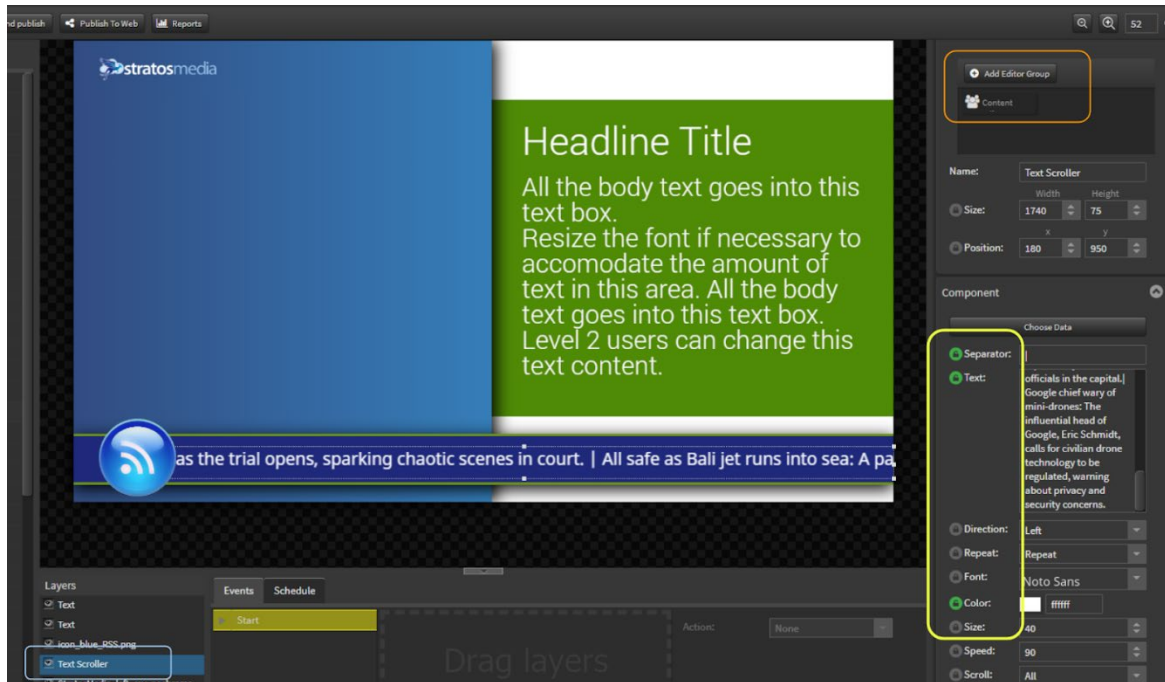 nd publish
Publish To Web
Reports
52
stratosmedia
Headline Title
All the body text goes into this
text box.
Resize the font if necessary to
accomodate the amount of
text in this area. All the body
text goes into this text box.
Level 2 users can change this
text content.
as the trial opens, sparking chaotic scenes in court. | All safe as Bali jet runs into sea: A pa
Add Editor Group
Content
Name: Text Scroller
Width Height
Size: 1740 75
x y
Position: 180 950
Component
Choose Data
Separator: |
Text: officials in the capital.|
Google chief wary of
mini-drones: The
influential head of
Google, Eric Schmidt,
calls for civilian drone
technology to be
regulated, warning
about privacy and
security concerns.
Direction: Left
Repeat: Repeat
Font: Noto Sans
Color: ffffff
Size: 40
Speed: 90
Scroll: All
Layers
Text
Text
icon_blue_RSS.png
Text Scroller
Events Schedule
Start
Drag layers
Action: None